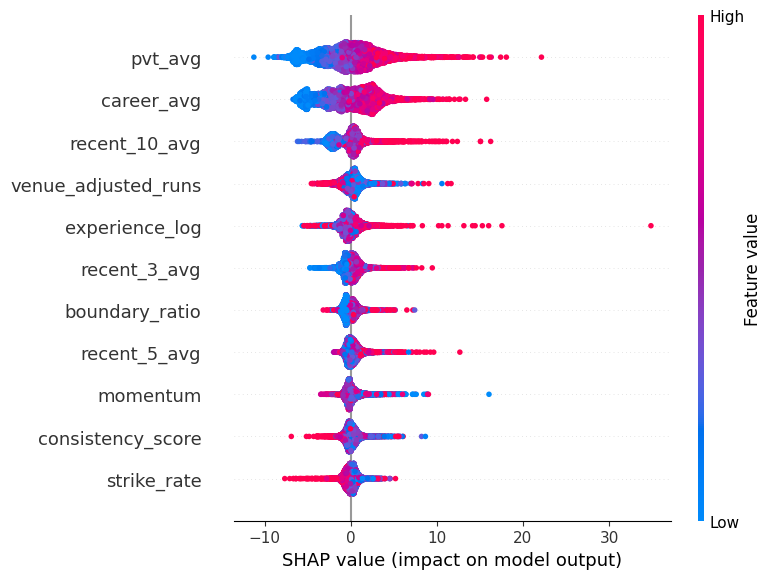 High
pvt_avg
career_avg
recent_10_avg
venue_adjusted_runs
experience_log
recent_3_avg
boundary_ratio
recent_5_avg
momentum
consistency_score
strike_rate
Feature value
Low
−10 0 10 20 30
SHAP value (impact on model output)